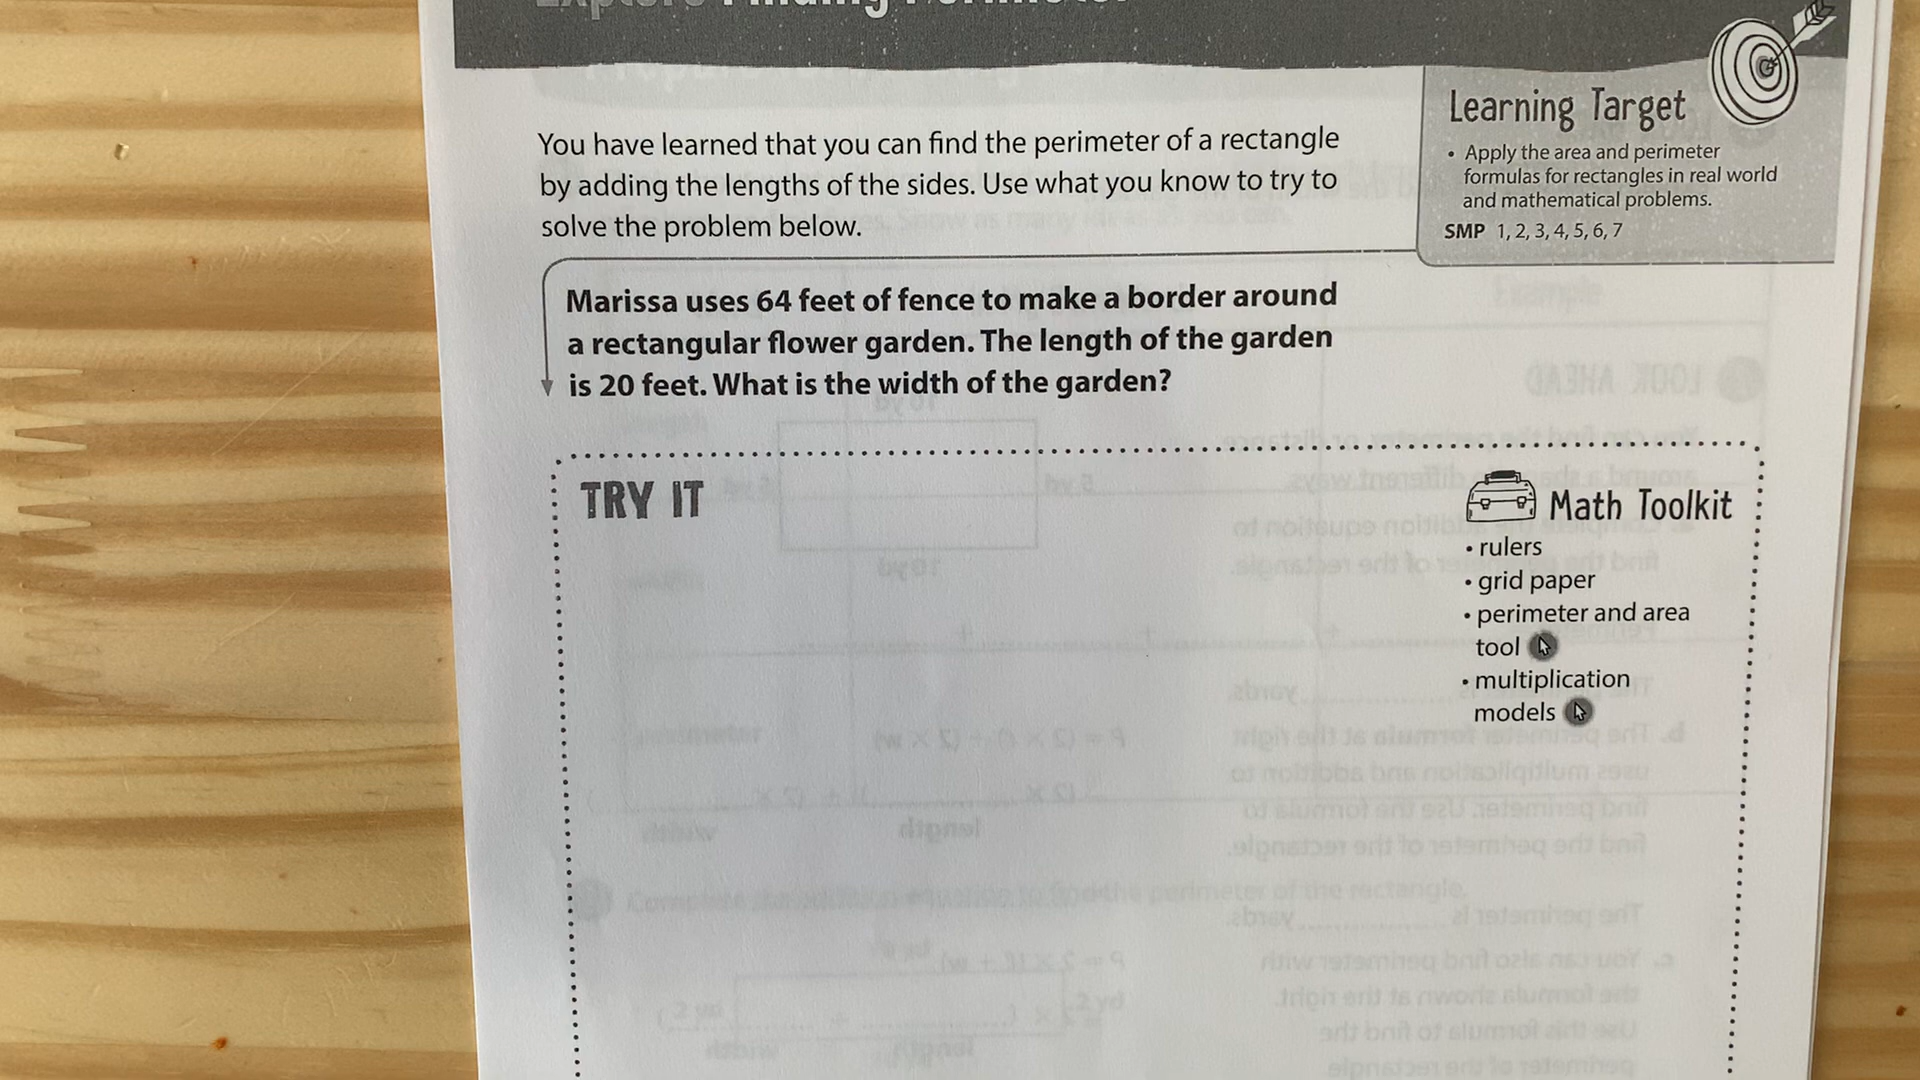 Explore Finding Perimeter
Learning Target
• Apply the area and perimeter
formulas for rectangles in real world
and mathematical problems.
SMP 1, 2, 3, 4, 5, 6, 7
You have learned that you can find the perimeter of a rectangle
by adding the lengths of the sides. Use what you know to try to
solve the problem below.
Marissa uses 64 feet of fence to make a border around
a rectangular flower garden. The length of the garden
is 20 feet. What is the width of the garden?
TRY IT
Math Toolkit
• rulers
• grid paper
• perimeter and area
tool
• multiplication
models